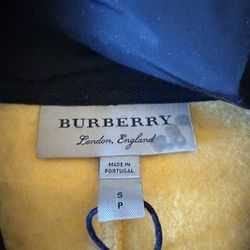 BURBERRY
London, England
MADE IN
PORTUGAL
S
P